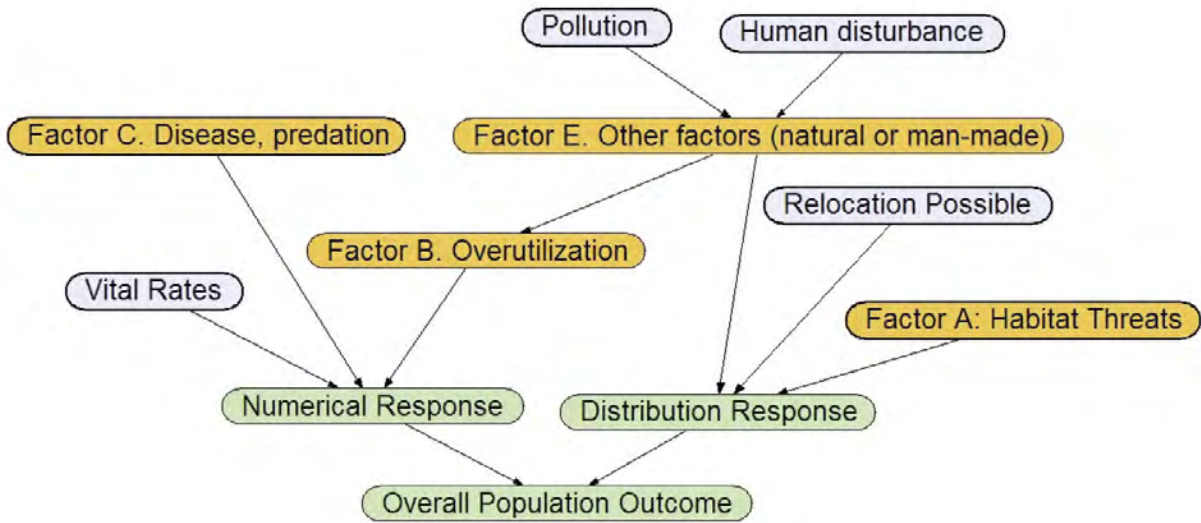 Pollution
Human disturbance
Factor C. Disease, predation
Factor E. Other factors (natural or man-made)
Relocation Possible
Factor B. Overutilization
Vital Rates
Factor A: Habitat Threats
Numerical Response
Distribution Response
Overall Population Outcome